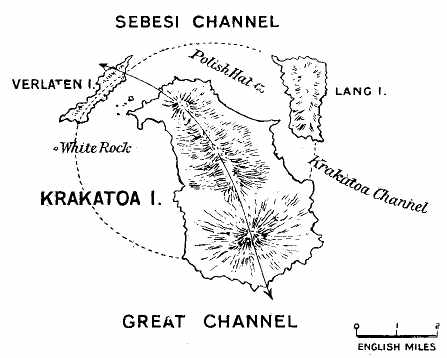 SEBESI CHANNEL
Polish Hat
VERLATEN I.
LANG I.
White Rock
Krakatoa Channel
KRAKATOA I.
GREAT CHANNEL
0 1 2
ENGLISH MILES